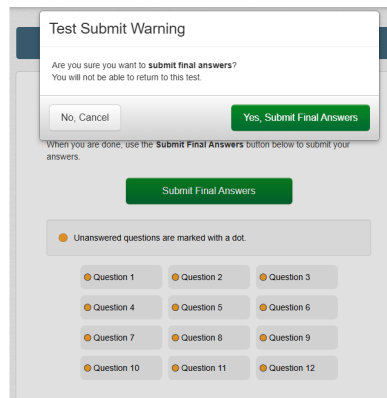 Test Submit Warning
Are you sure you want to submit final answers?
You will not be able to return to this test.
No, Cancel
Yes, Submit Final Answers
When you are done, use the Submit Final Answers button below to submit your
answers.
Submit Final Answers
Unanswered questions are marked with a dot.
Question 1
Question 2
Question 3
Question 4
Question 5
Question 6
Question 7
Question 8
Question 9
Question 10
Question 11
Question 12